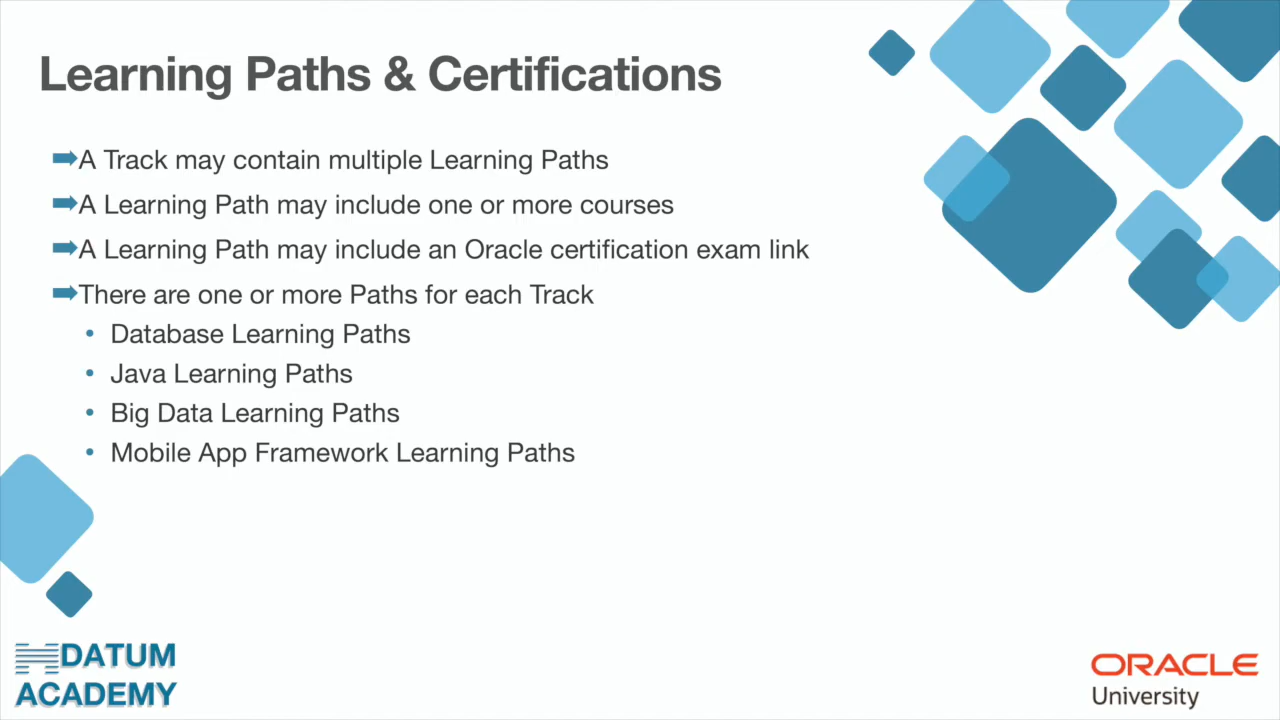 Learning Paths & Certifications
➡A Track may contain multiple Learning Paths
➡A Learning Path may include one or more courses
➡A Learning Path may include an Oracle certification exam link
➡There are one or more Paths for each Track
• Database Learning Paths
• Java Learning Paths
• Big Data Learning Paths
• Mobile App Framework Learning Paths
DATUM
ACADEMY
ORACLE
University